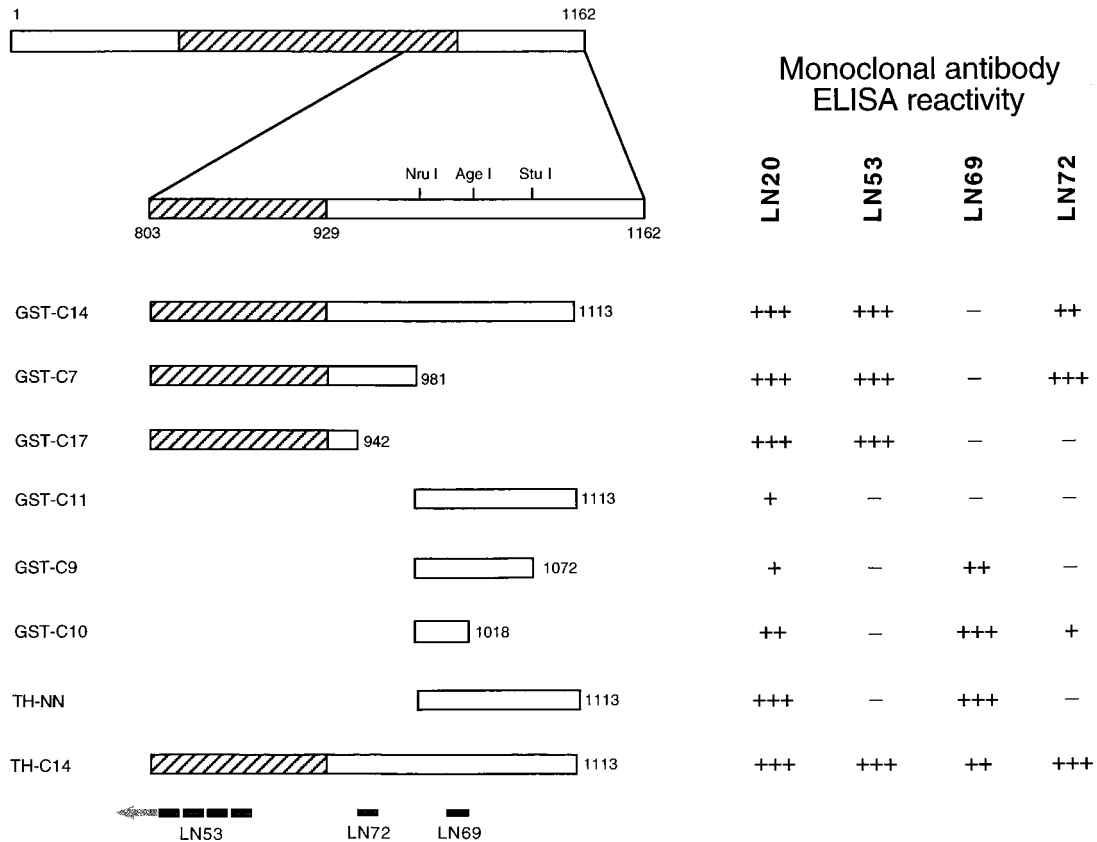 1 1162
Monoclonal antibody
ELISA reactivity
LN20 LN53 LN69 LN72
Nru I Age I Stu I
803 929 1162
GST-C14 1113 +++ +++ – ++
GST-C7 981 +++ +++ – +++
GST-C17 942 +++ +++ – –
GST-C11 1113 + – – –
GST-C9 1072 + – ++ –
GST-C10 1018 ++ – +++ +
TH-NN 1113 +++ – +++ –
TH-C14 1113 +++ +++ ++ +++
LN53 LN72 LN69